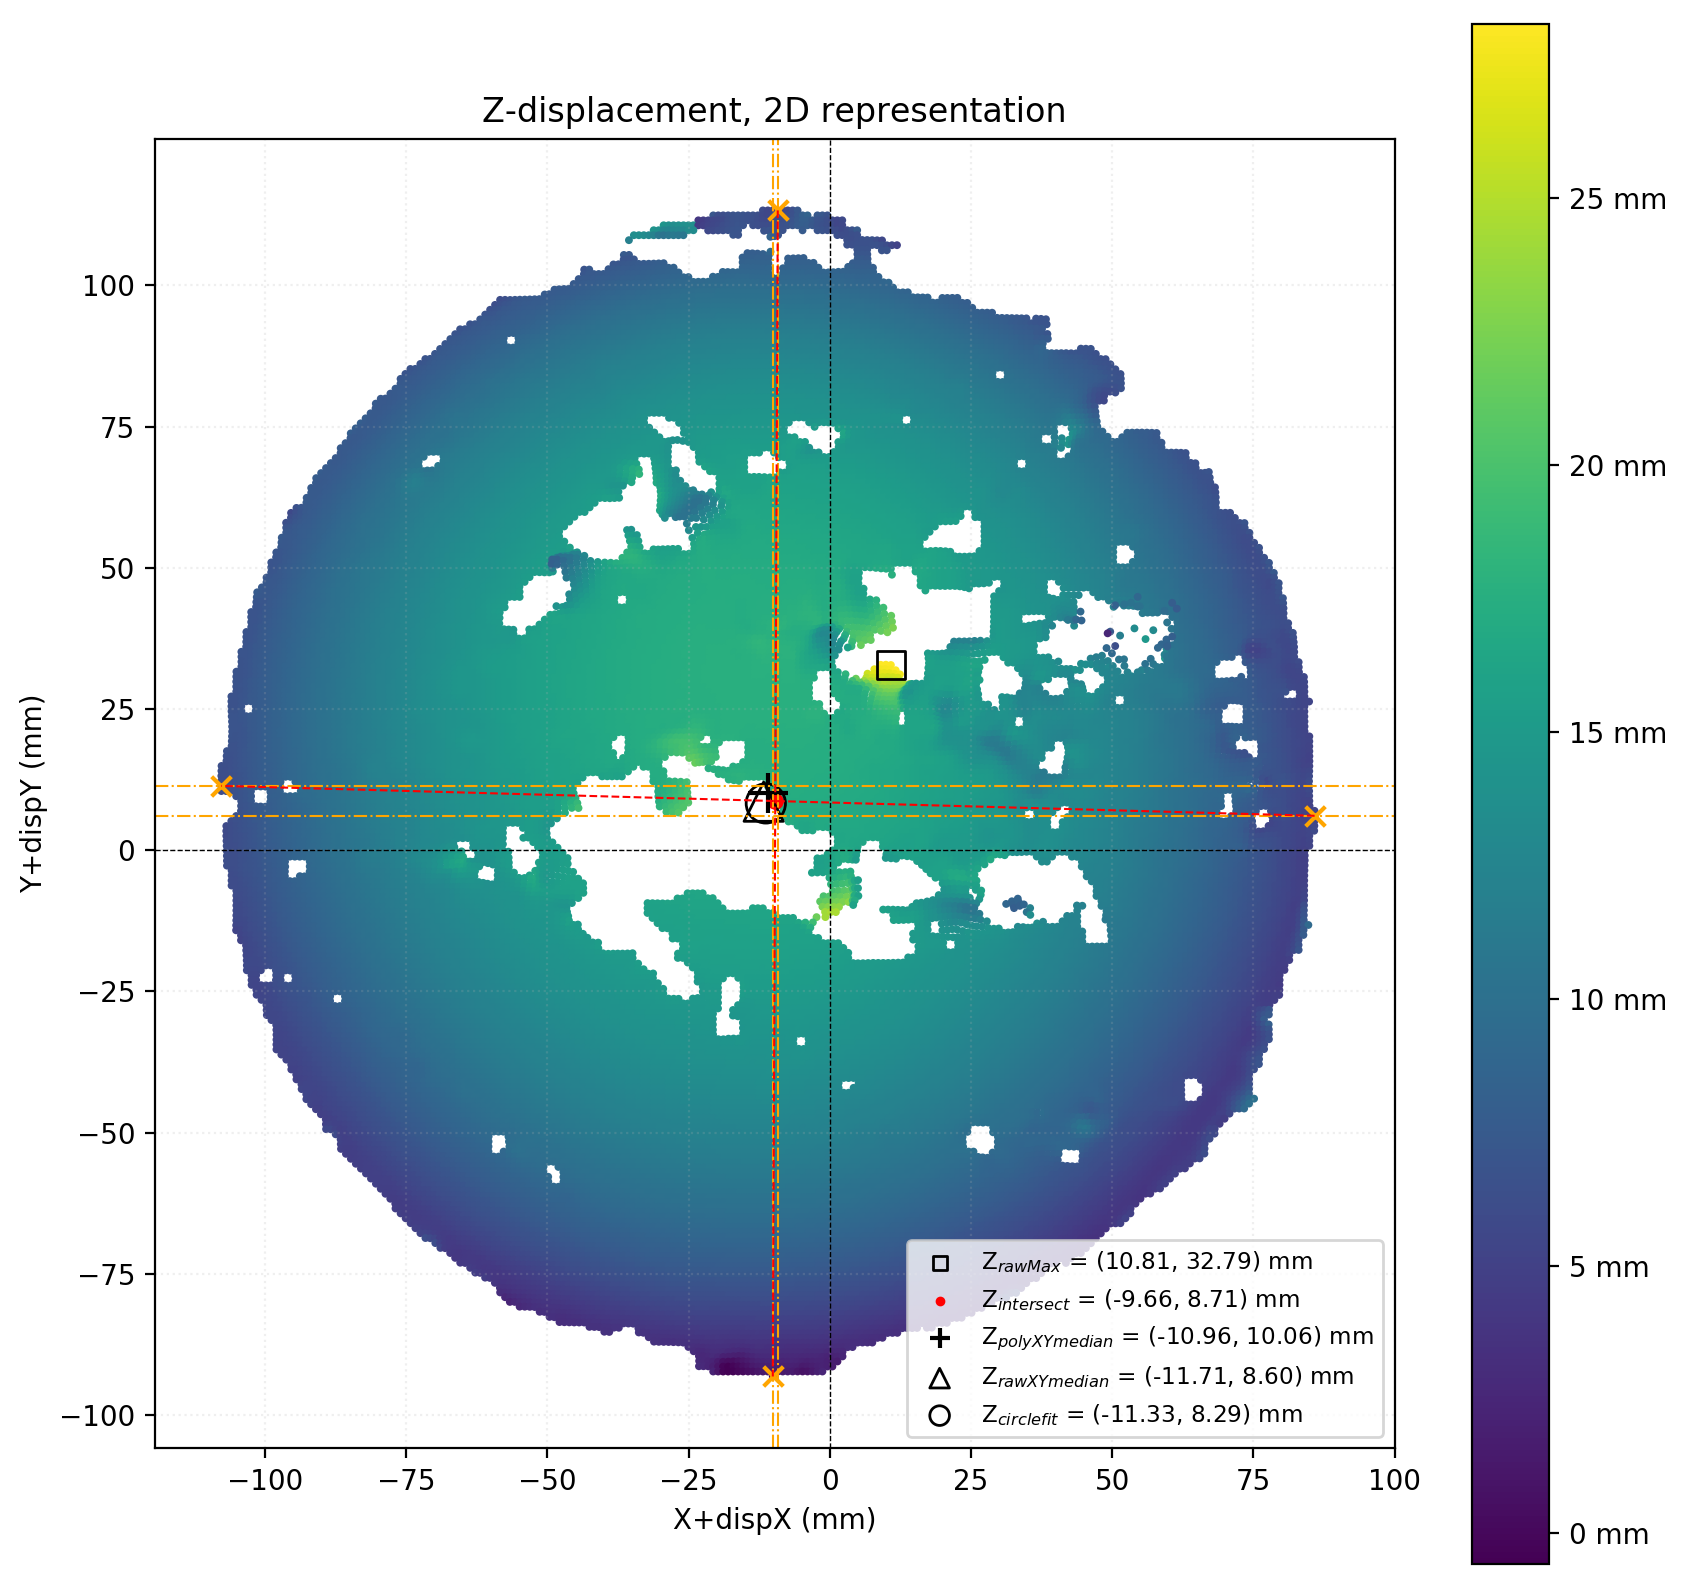 Z-displacement, 2D representation
25 mm
20 mm
15 mm
10 mm
5 mm
0 mm
Y+dispY (mm)
100
75
50
25
0
−25
−50
−75
−100
−100
−75
−50
−25
0
25
50
75
100
X+dispX (mm)
Z_rawMax = (10.81, 32.79) mm
Z_intersect = (-9.66, 8.71) mm
Z_polyXYmedian = (-10.96, 10.06) mm
Z_rawXYmedian = (-11.71, 8.60) mm
Z_circlefit = (-11.33, 8.29) mm